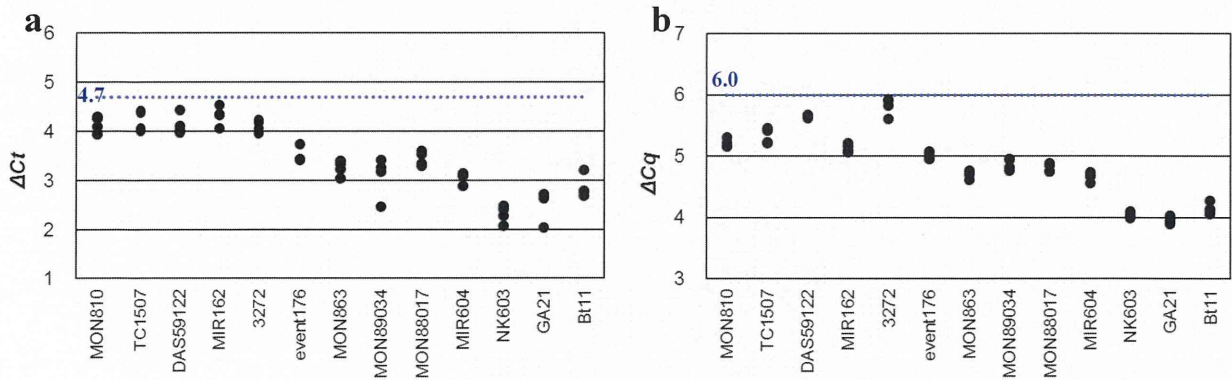 a
6
5
4.7
4
3
2
1
ΔCt
MON810
TC1507
DAS59122
MIR162
3272
event176
MON863
MON89034
MON88017
MIR604
NK603
GA21
Bt11
b
7
6.0
6
5
4
3
ΔCq
MON810
TC1507
DAS59122
MIR162
3272
event176
MON863
MON89034
MON88017
MIR604
NK603
GA21
Bt11